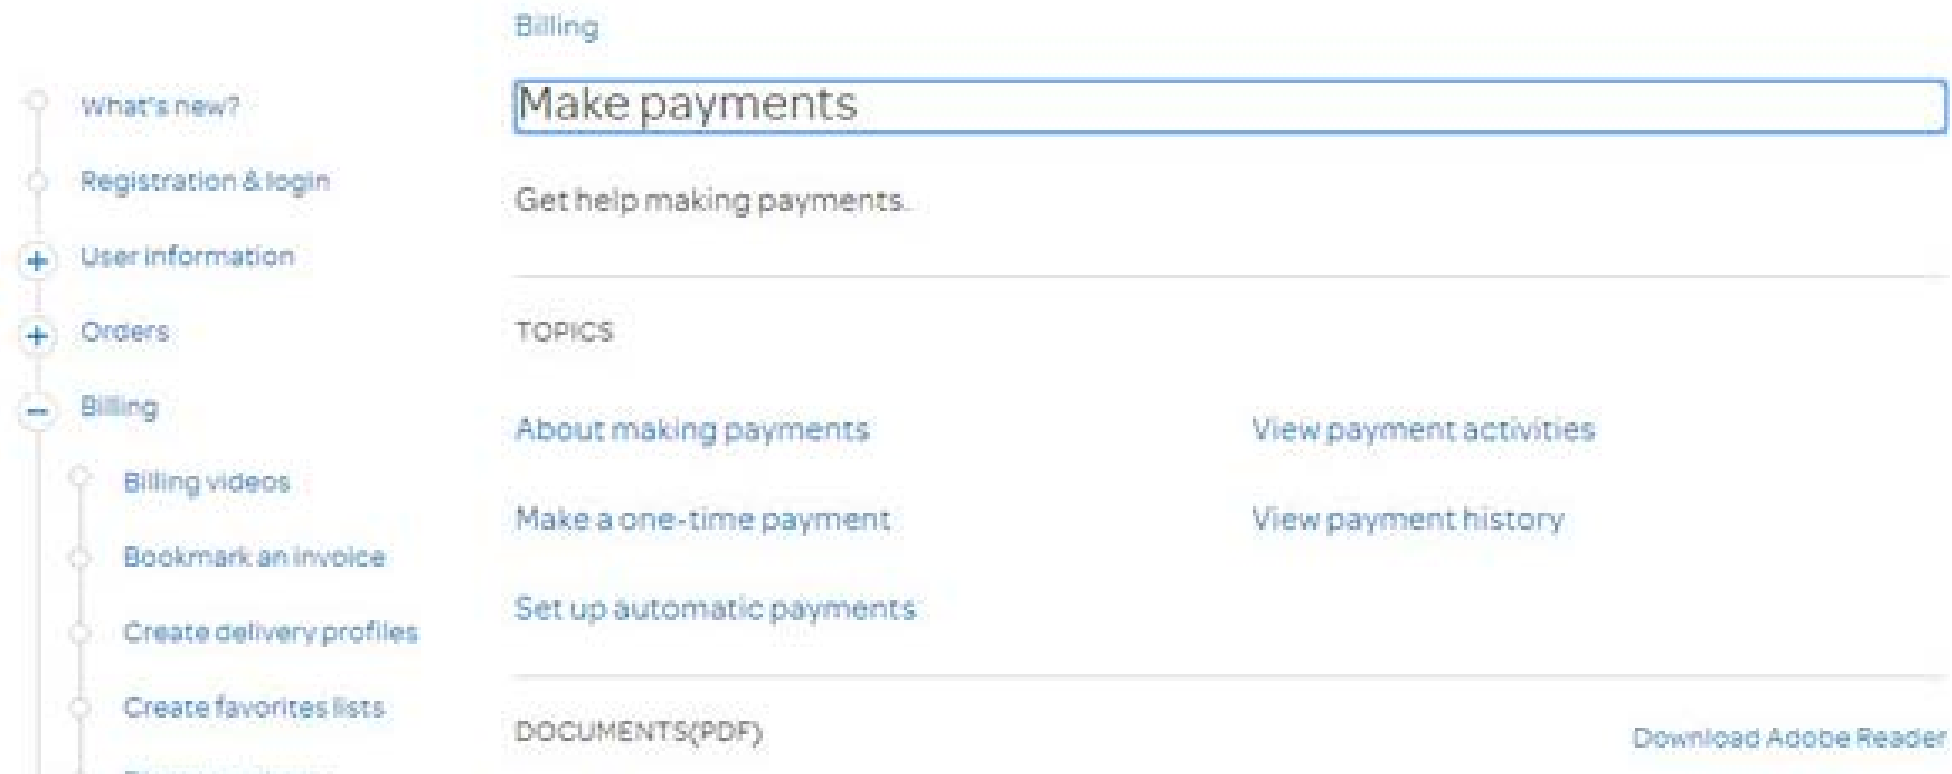 Billing
Make payments
Get help making payments.
What's new?
Registration & login
User information
Orders
Billing
Billing videos
Bookmark an invoice
Create delivery profiles
Create favorites lists
TOPICS
About making payments
View payment activities
Make a one-time payment
View payment history
Set up automatic payments
DOCUMENTS(PDF)
Download Adobe Reader